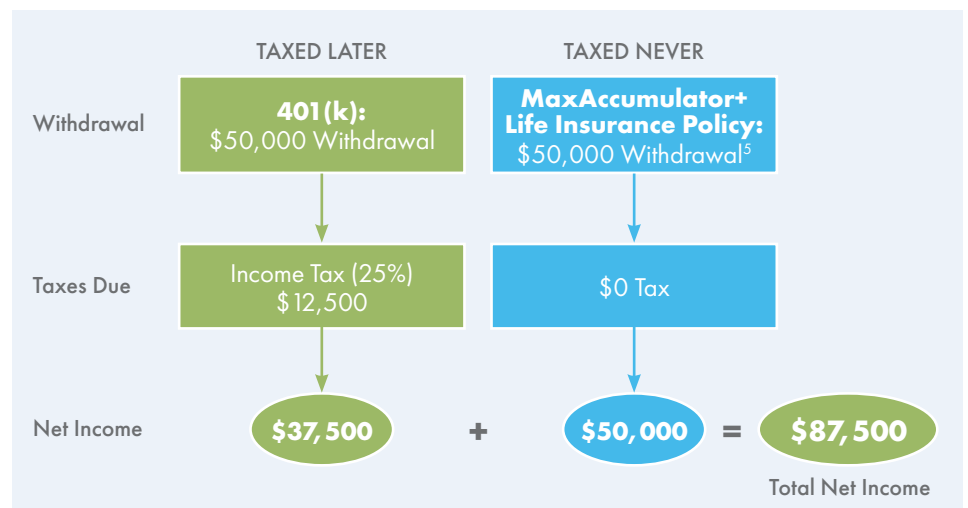 TAXED LATER
TAXED NEVER
Withdrawal
401(k):
$50,000 Withdrawal
MaxAccumulator+
Life Insurance Policy:
$50,000 Withdrawal⁵
Taxes Due
Income Tax (25%)
$12,500
$0 Tax
Net Income
$37,500
+
$50,000
=
$87,500
Total Net Income